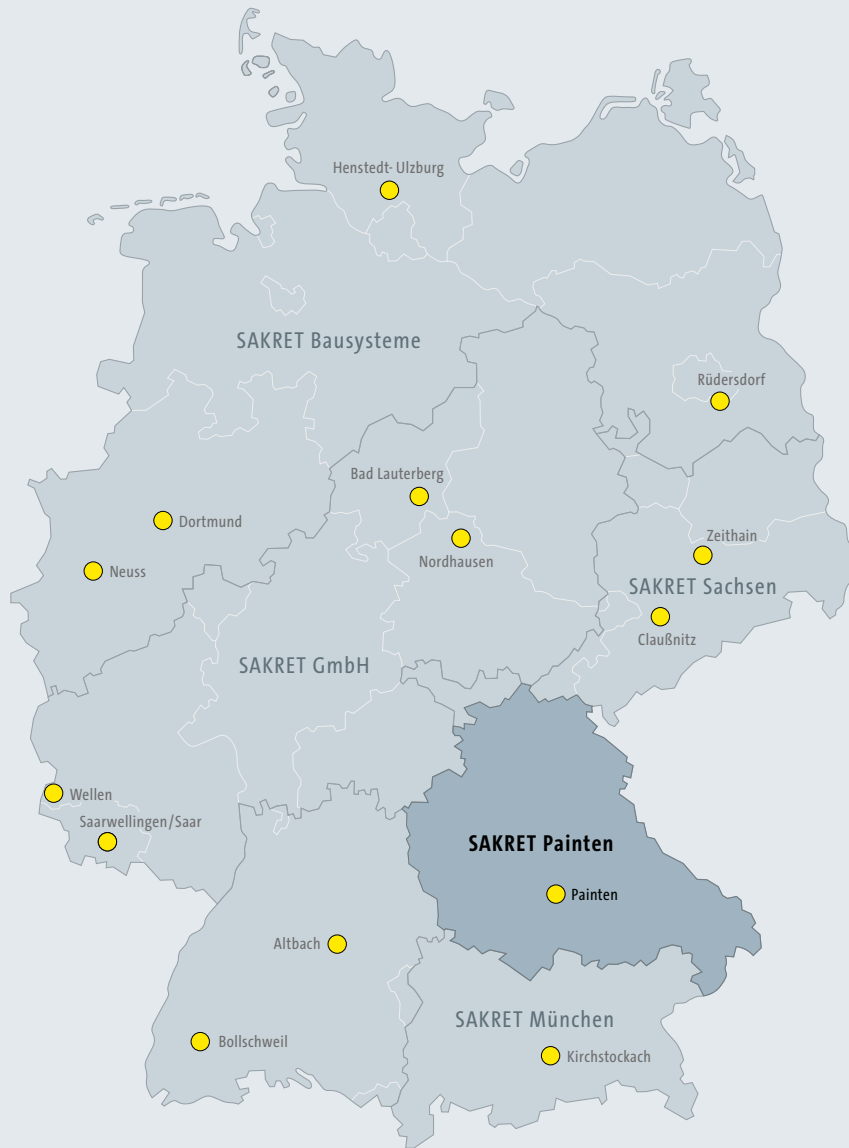 Henstedt- Ulzburg
SAKRET Bausysteme
Rüdersdorf
Bad Lauterberg
Dortmund
Zeithain
Nordhausen
Neuss
SAKRET Sachsen
Claußnitz
SAKRET GmbH
Wellen
Saarwellingen/Saar
SAKRET Painten
Painten
Altbach
SAKRET München
Bollschweil
Kirchstockach